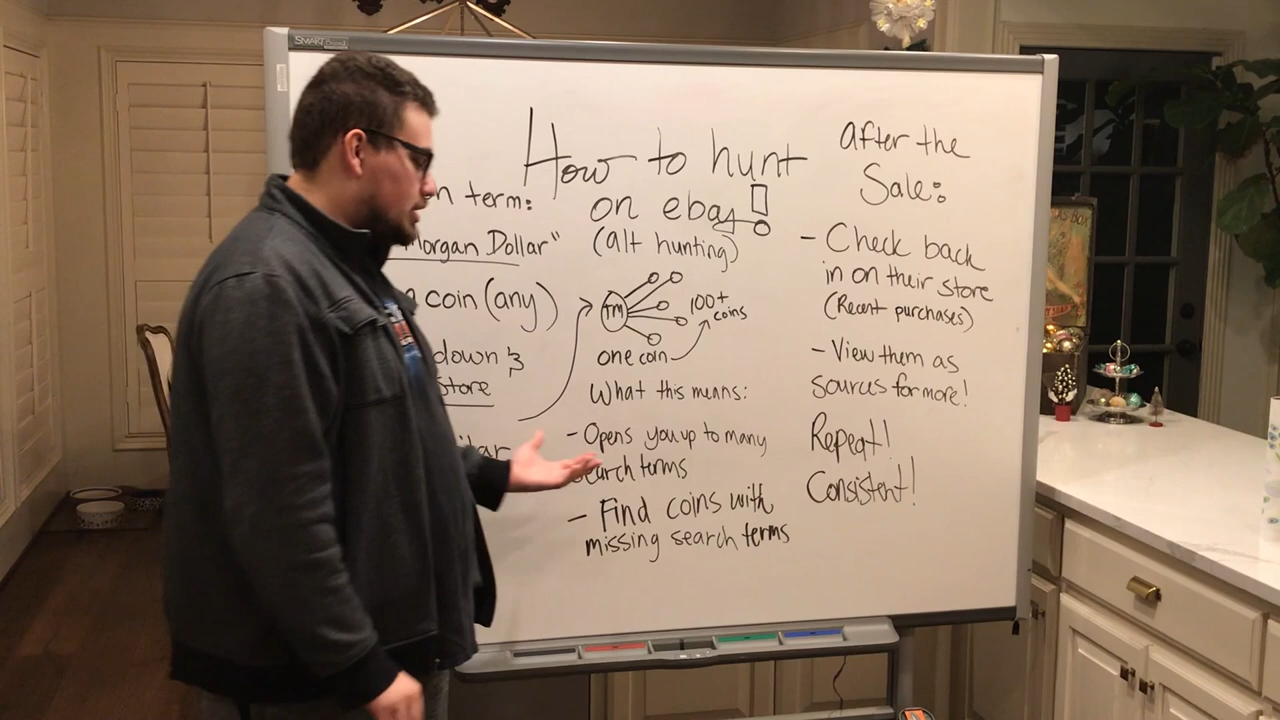 SMART Board
How to hunt
on ebay
(alt hunting)
term:
Morgan Dollar"
coin (any)
down &
store
TM
100+
coins
one coin
What this means:
- Opens you up to many
search terms
- Find coins with
missing search terms
after the
Sale:
- Check back
in on their store
(Recent purchases)
- View them as
sources for more!
Repeat!
Consistent!